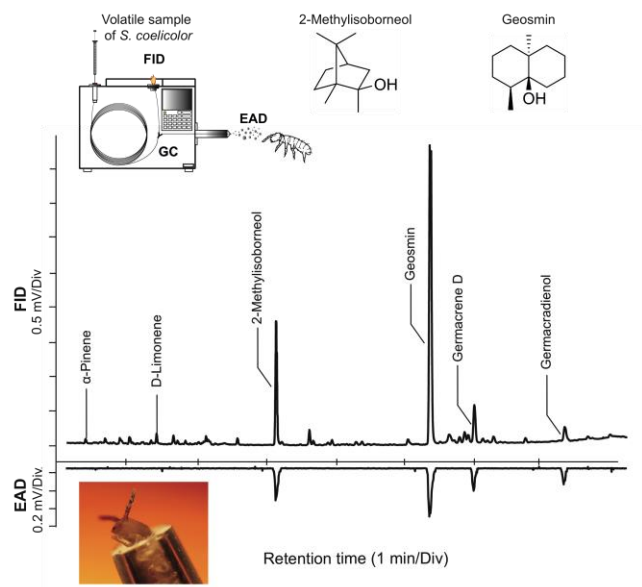 Volatile sample
of S. coelicolor
FID
GC
EAD
2-Methylisoborneol
OH
Geosmin
OH
FID
0.5 mV/Div
α-Pinene
D-Limonene
2-Methylisoborneol
Geosmin
Germacrene D
Germacradienol
EAD
0.2 mV/Div
Retention time (1 min/Div)